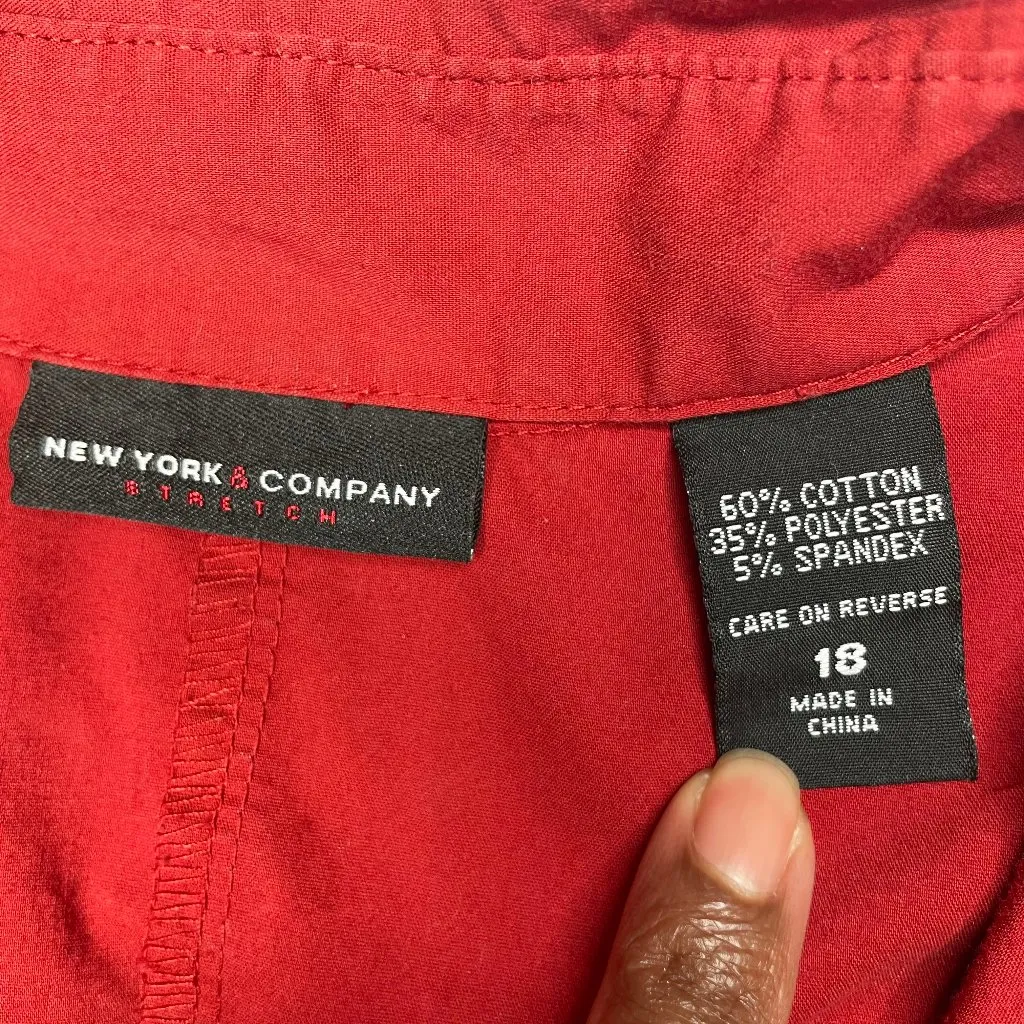 NEW YORK & COMPANY
STRETCH
60% COTTON
35% POLYESTER
5% SPANDEX
CARE ON REVERSE
18
MADE IN
CHINA